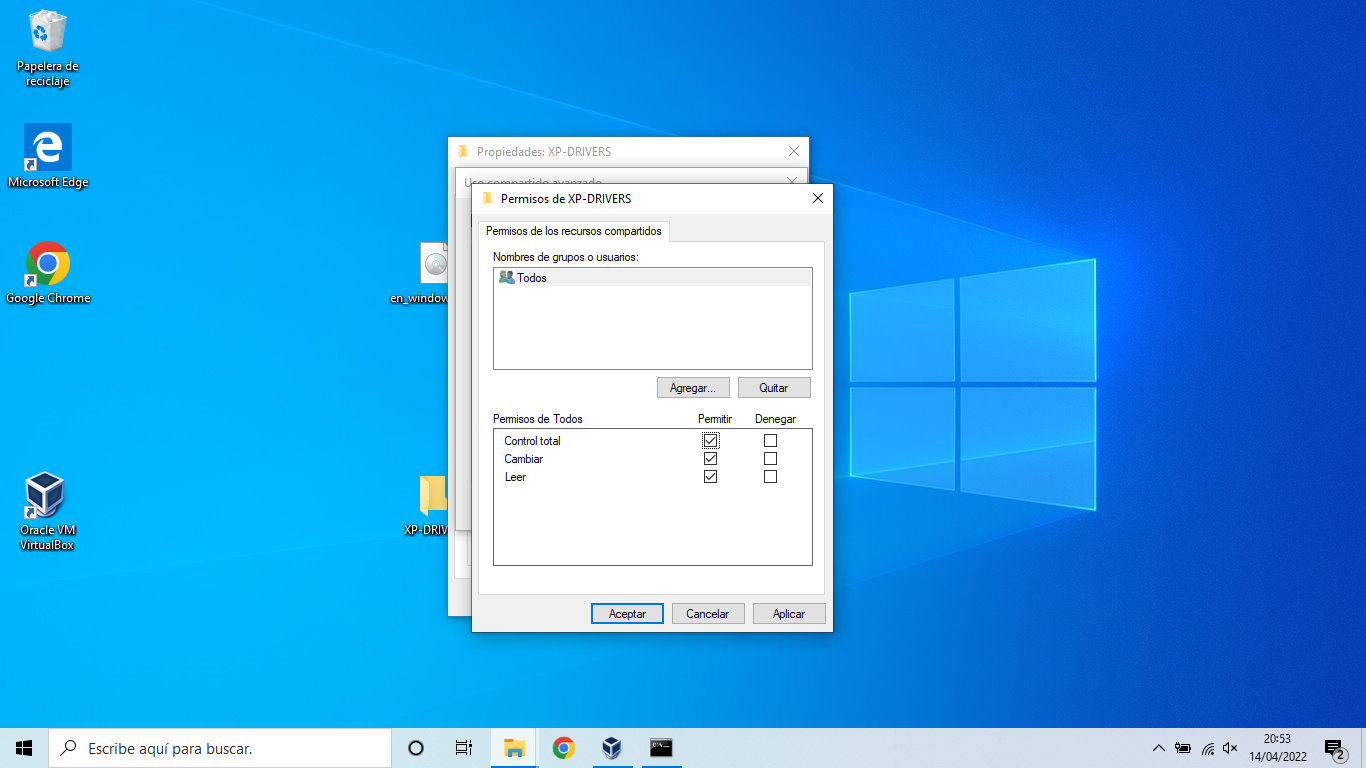 Papelera de
reciclaje
Microsoft Edge
Google Chrome
Oracle VM
VirtualBox
en_window
XP-DRIV
Propiedades: XP-DRIVERS
Uso compartido avanzado
Permisos de XP-DRIVERS
Permisos de los recursos compartidos
Nombres de grupos o usuarios:
Todos
Agregar...
Quitar
Permisos de Todos
Permitir
Denegar
Control total
Cambiar
Leer
Aceptar
Cancelar
Aplicar
Escribe aquí para buscar.
20:53
14/04/2022
2